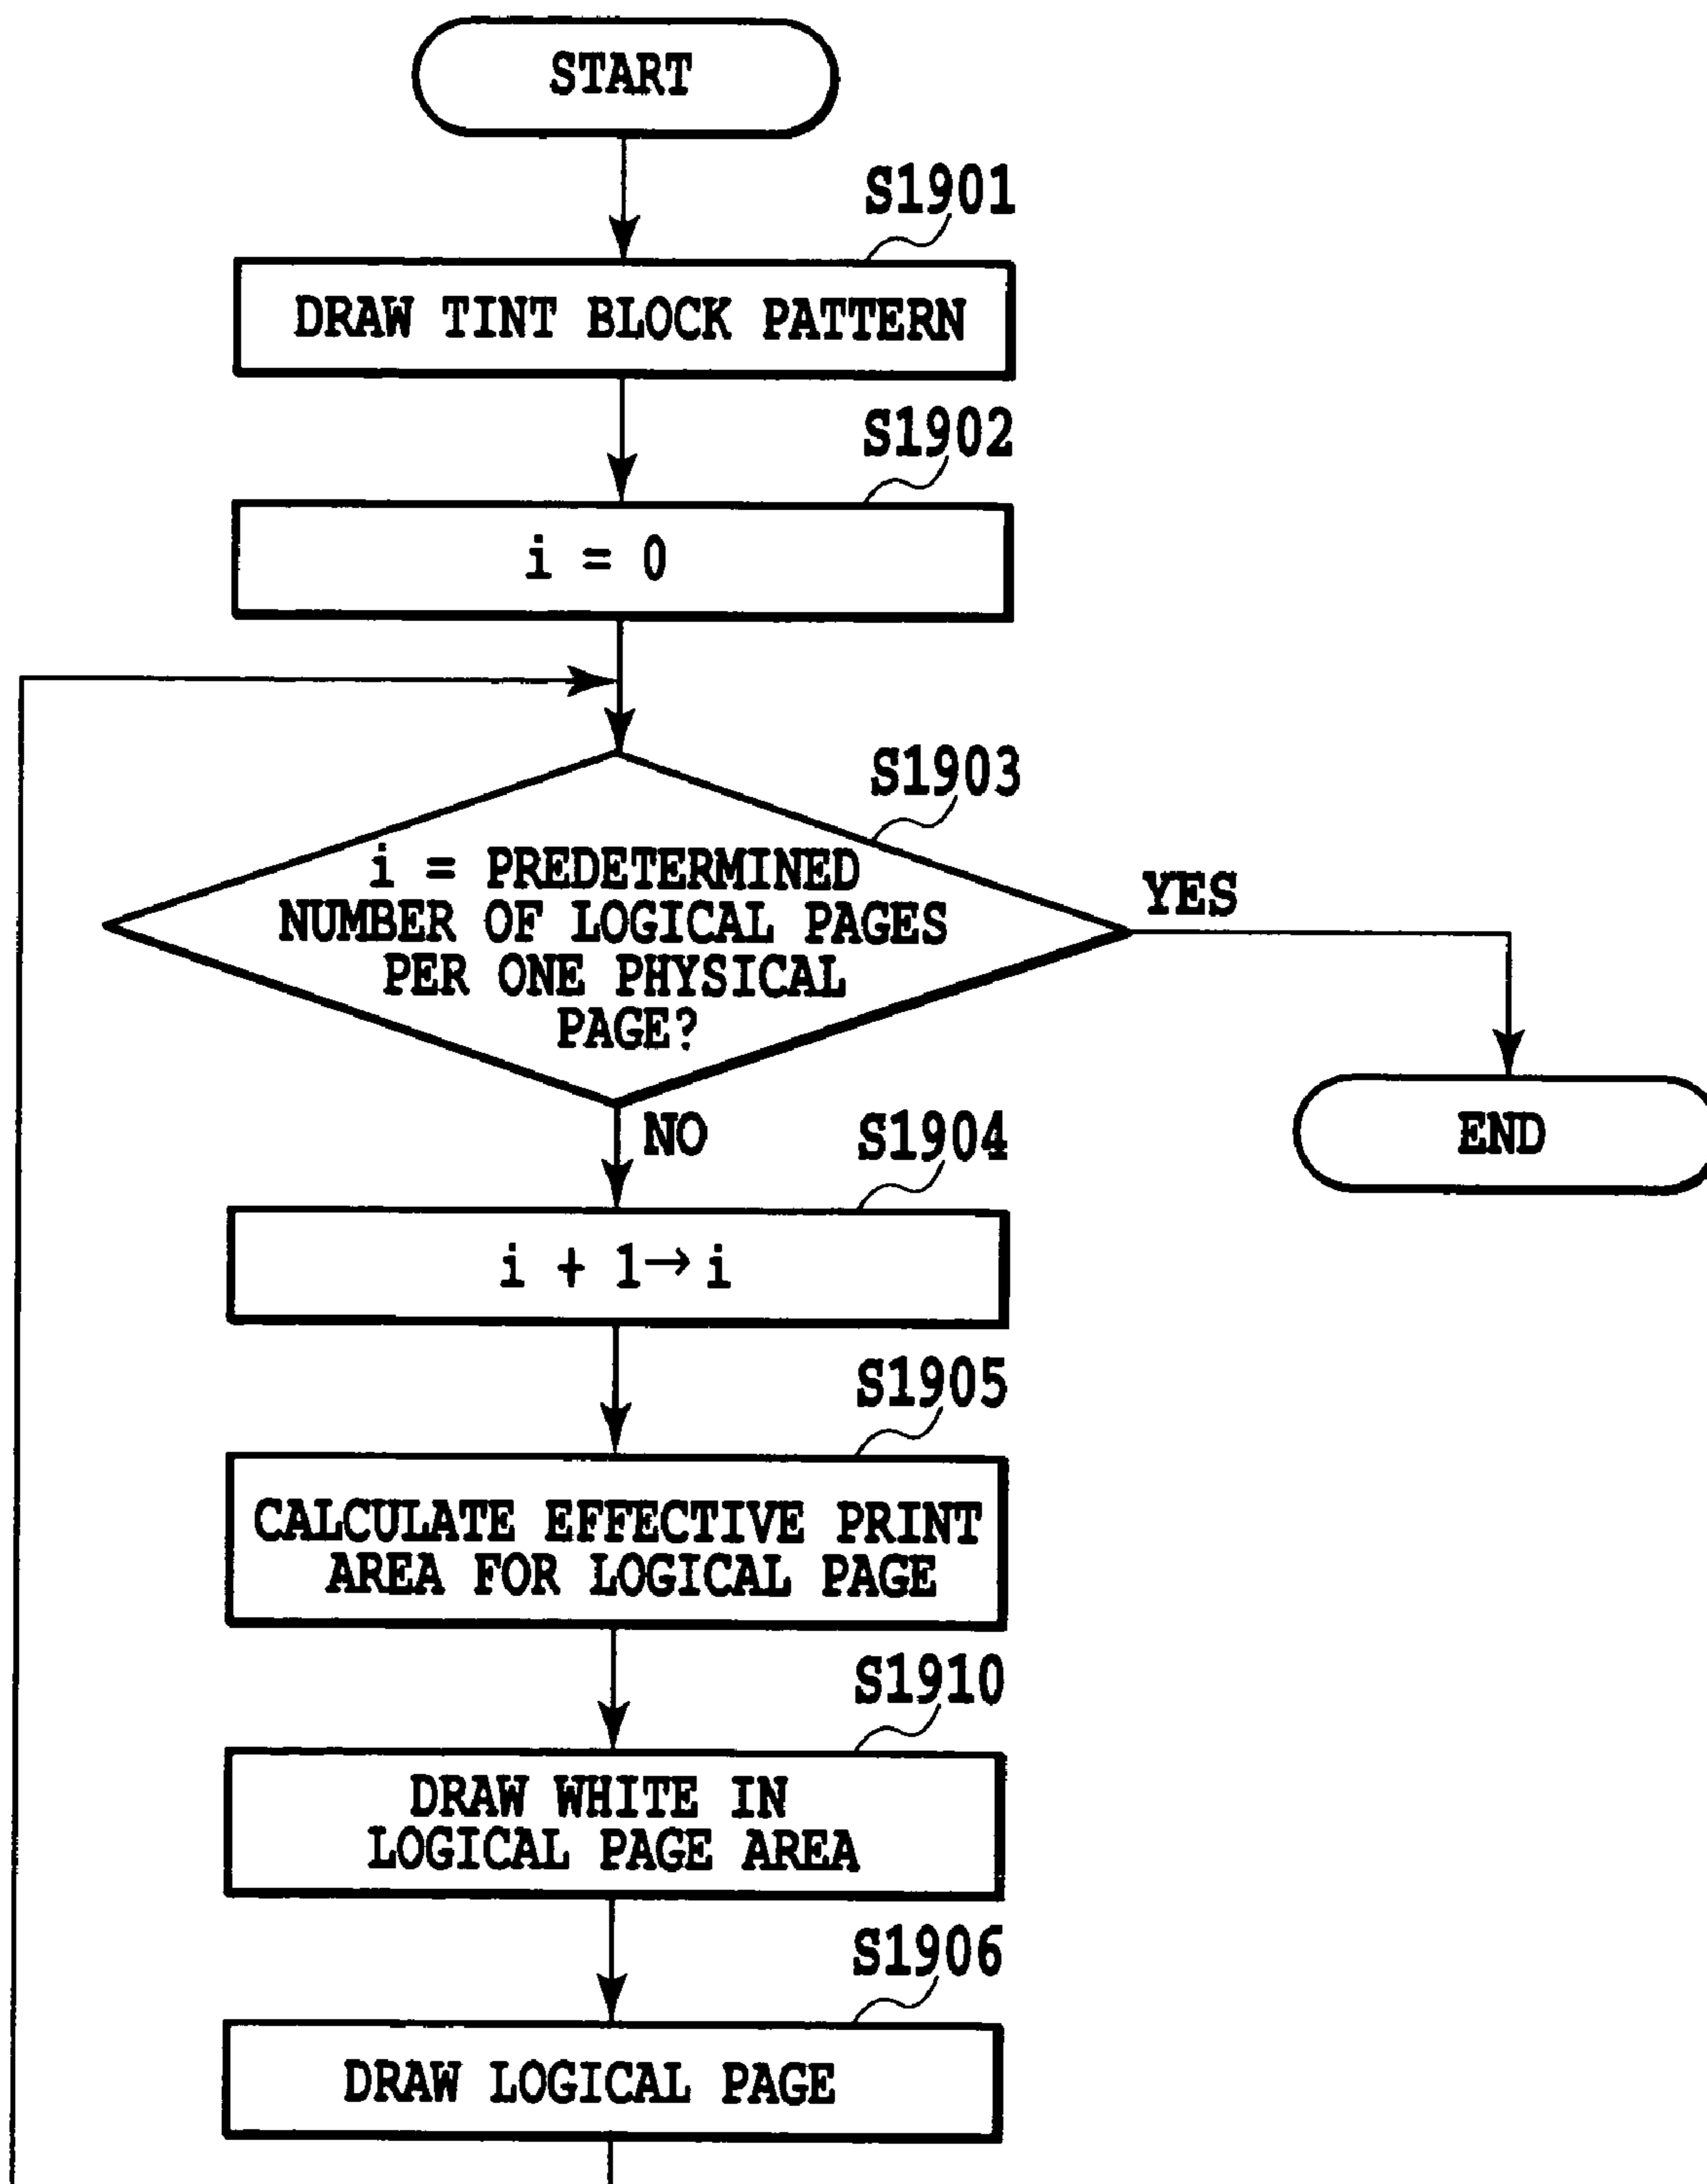 START
S1901
DRAW TINT BLOCK PATTERN
S1902
i = 0
S1903
i = PREDETERMINED
NUMBER OF LOGICAL PAGES
PER ONE PHYSICAL
PAGE?
YES
END
NO
S1904
i + 1→i
S1905
CALCULATE EFFECTIVE PRINT
AREA FOR LOGICAL PAGE
S1910
DRAW WHITE IN
LOGICAL PAGE AREA
S1906
DRAW LOGICAL PAGE